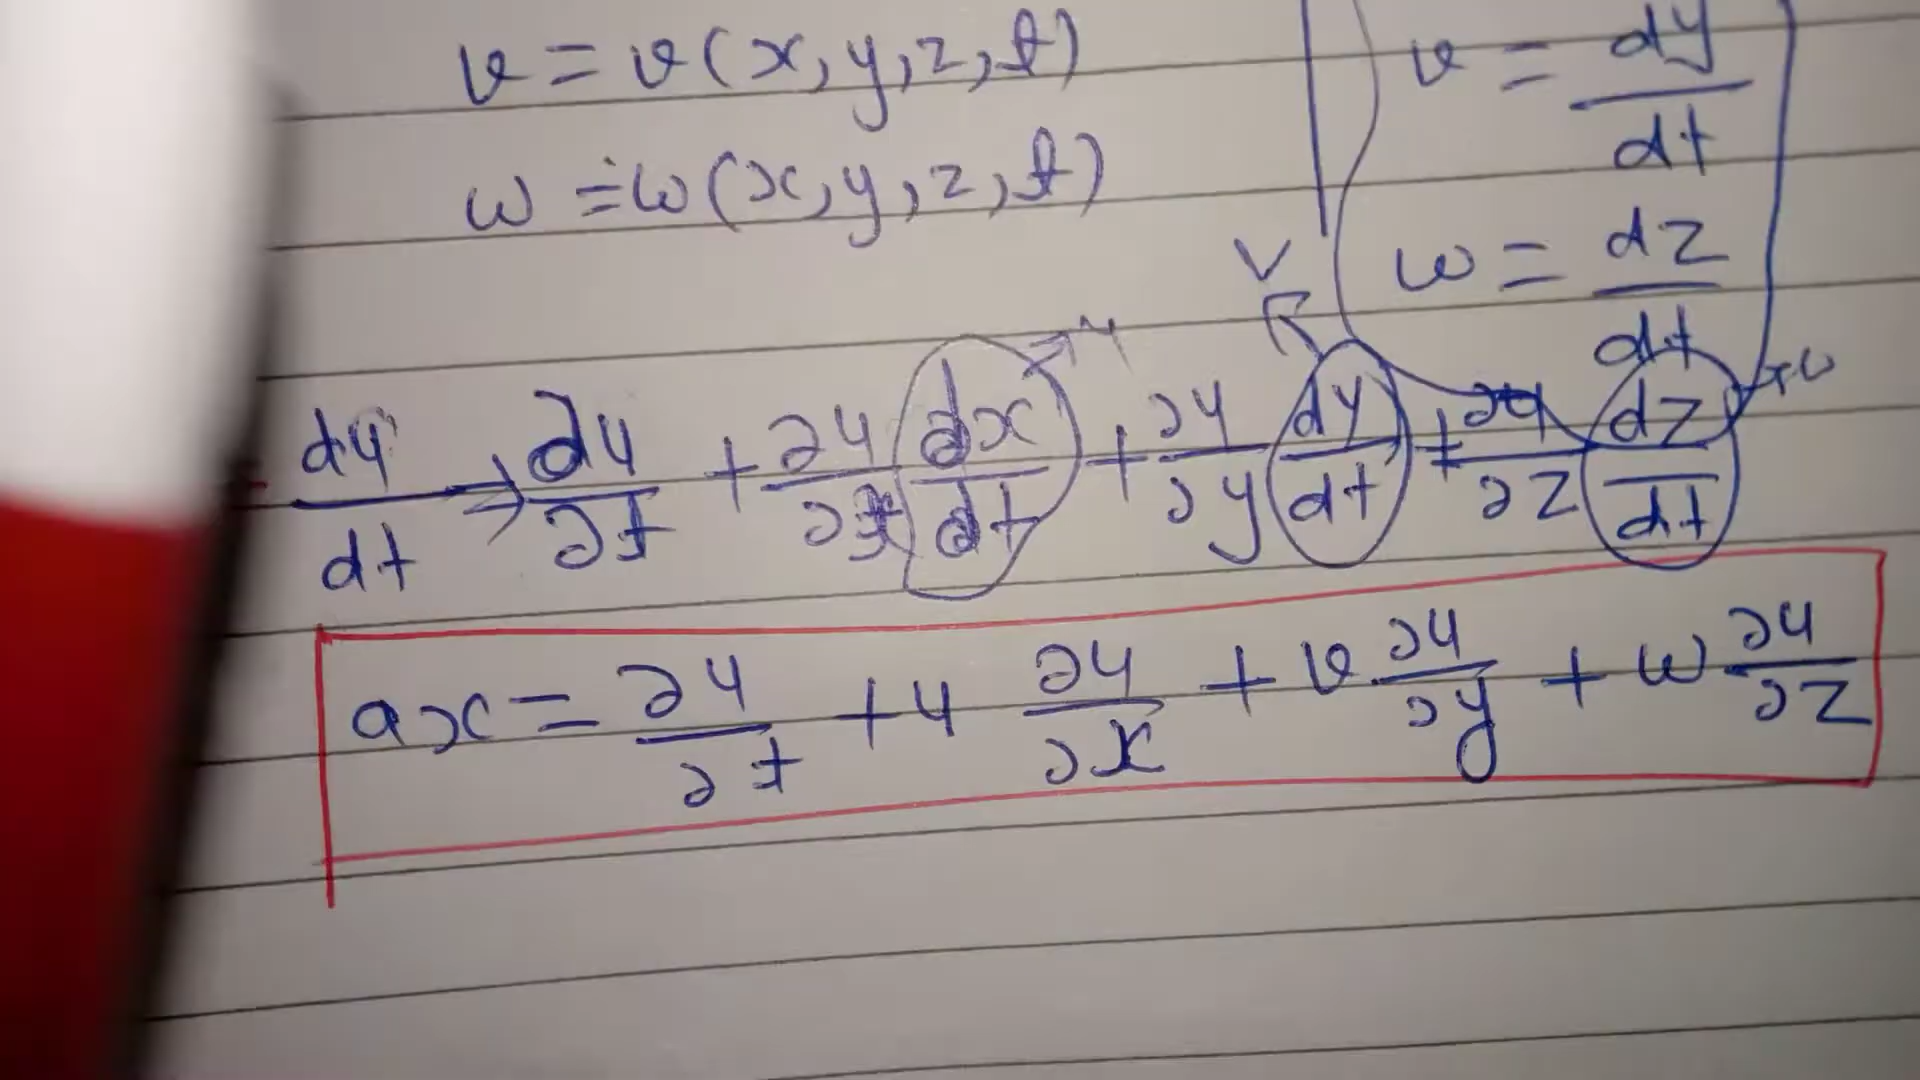 v = v(x, y, z, t)
v = dy/dt
w = w(x, y, z, t)
w = dz/dt
u
v
w
du/dt → ∂u/∂t + ∂u/∂x dx/dt + ∂u/∂y dy/dt + ∂u/∂z dz/dt
ax = ∂u/∂t + u ∂u/∂x + v ∂u/∂y + w ∂u/∂z